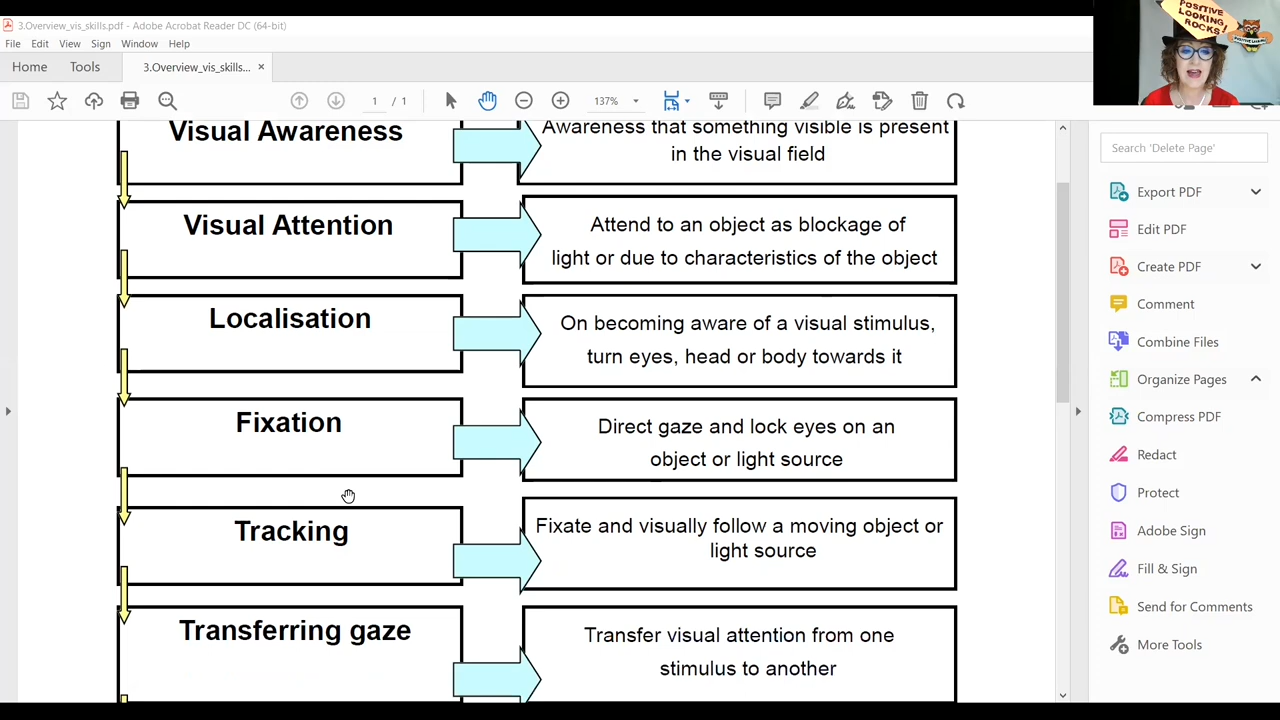 3.Overview_vis_skills.pdf - Adobe Acrobat Reader DC (64-bit)
File Edit View Sign Window Help
Home Tools 3.Overview_vis_skills... ×
1 / 1 137%
POSITIVE
LOOKING
ROCKS!
Visual Awareness
Awareness that something visible is present
in the visual field
Visual Attention
Attend to an object as blockage of
light or due to characteristics of the object
Localisation
On becoming aware of a visual stimulus,
turn eyes, head or body towards it
Fixation
Direct gaze and lock eyes on an
object or light source
Tracking
Fixate and visually follow a moving object or
light source
Transferring gaze
Transfer visual attention from one
stimulus to another
Search 'Delete Page'
Export PDF
Edit PDF
Create PDF
Comment
Combine Files
Organize Pages
Compress PDF
Redact
Protect
Adobe Sign
Fill & Sign
Send for Comments
More Tools